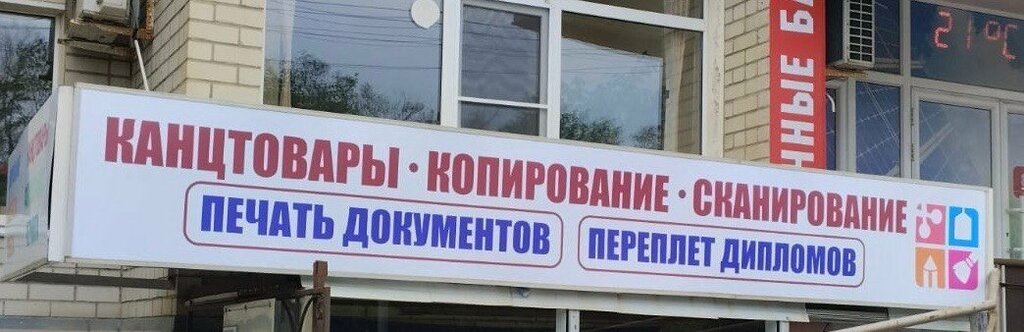 КАНЦТОВАРЫ · КОПИРОВАНИЕ · СКАНИРОВАНИЕ
ПЕЧАТЬ ДОКУМЕНТОВ
ПЕРЕПЛЕТ ДИПЛОМОВ
21°C